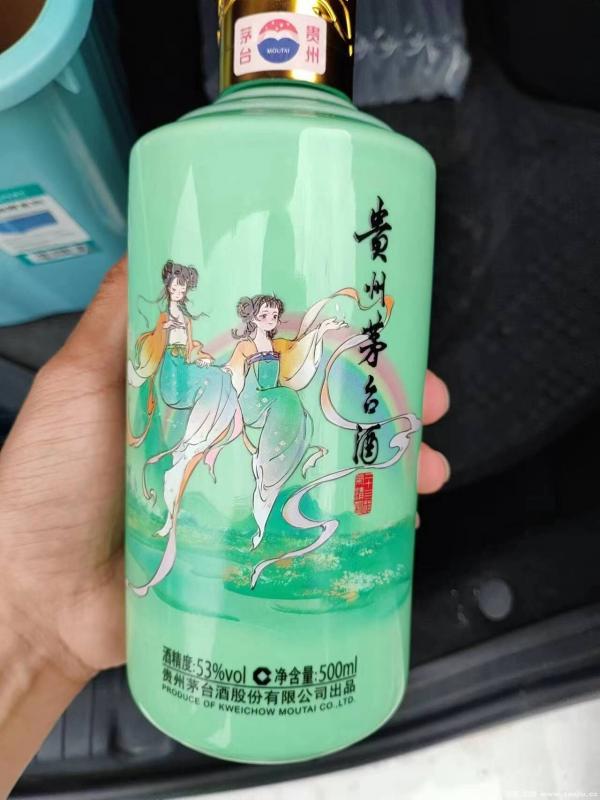 贵州
茅台
MOUTAI
貴州茅台酒
酒精度:53%vol 净含量:500ml
贵州茅台酒股份有限公司出品
PRODUCE OF KWEICHOW MOUTAI CO.,LTD.